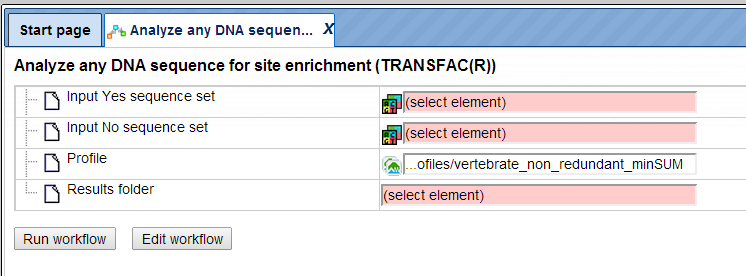 Start page
Analyze any DNA sequen... X
Analyze any DNA sequence for site enrichment (TRANSFAC(R))
Input Yes sequence set (select element)
Input No sequence set (select element)
Profile ...ofiles/vertebrate_non_redundant_minSUM
Results folder (select element)
Run workflow Edit workflow